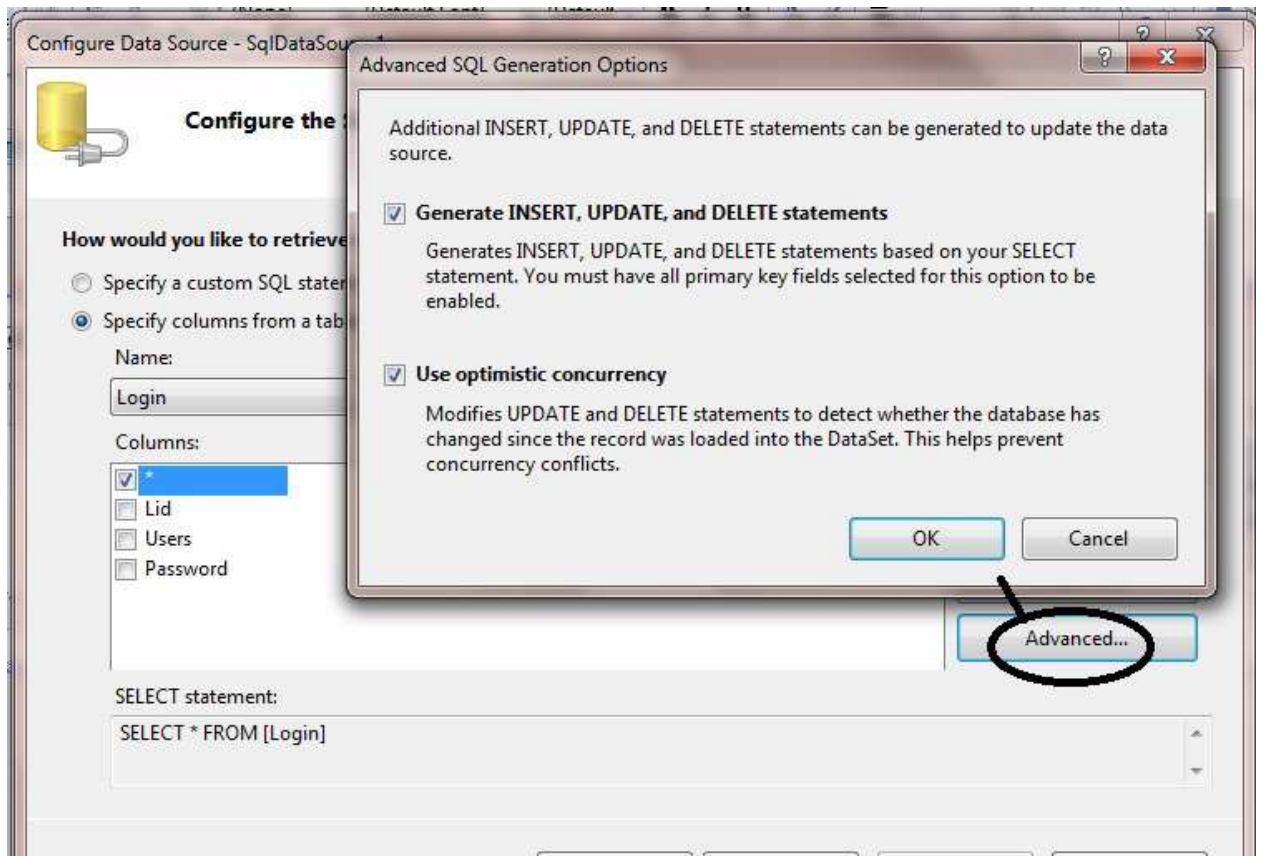 Configure Data Source - SqlDataSou
Advanced SQL Generation Options
Configure the
Additional INSERT, UPDATE, and DELETE statements can be generated to update the data
source.
Generate INSERT, UPDATE, and DELETE statements
Generates INSERT, UPDATE, and DELETE statements based on your SELECT
statement. You must have all primary key fields selected for this option to be
enabled.
Use optimistic concurrency
Modifies UPDATE and DELETE statements to detect whether the database has
changed since the record was loaded into the DataSet. This helps prevent
concurrency conflicts.
OK
Cancel
How would you like to retrieve
Specify a custom SQL stater
Specify columns from a tab
Name:
Login
Columns:
*
Lid
Users
Password
Advanced...
SELECT statement:
SELECT * FROM [Login]